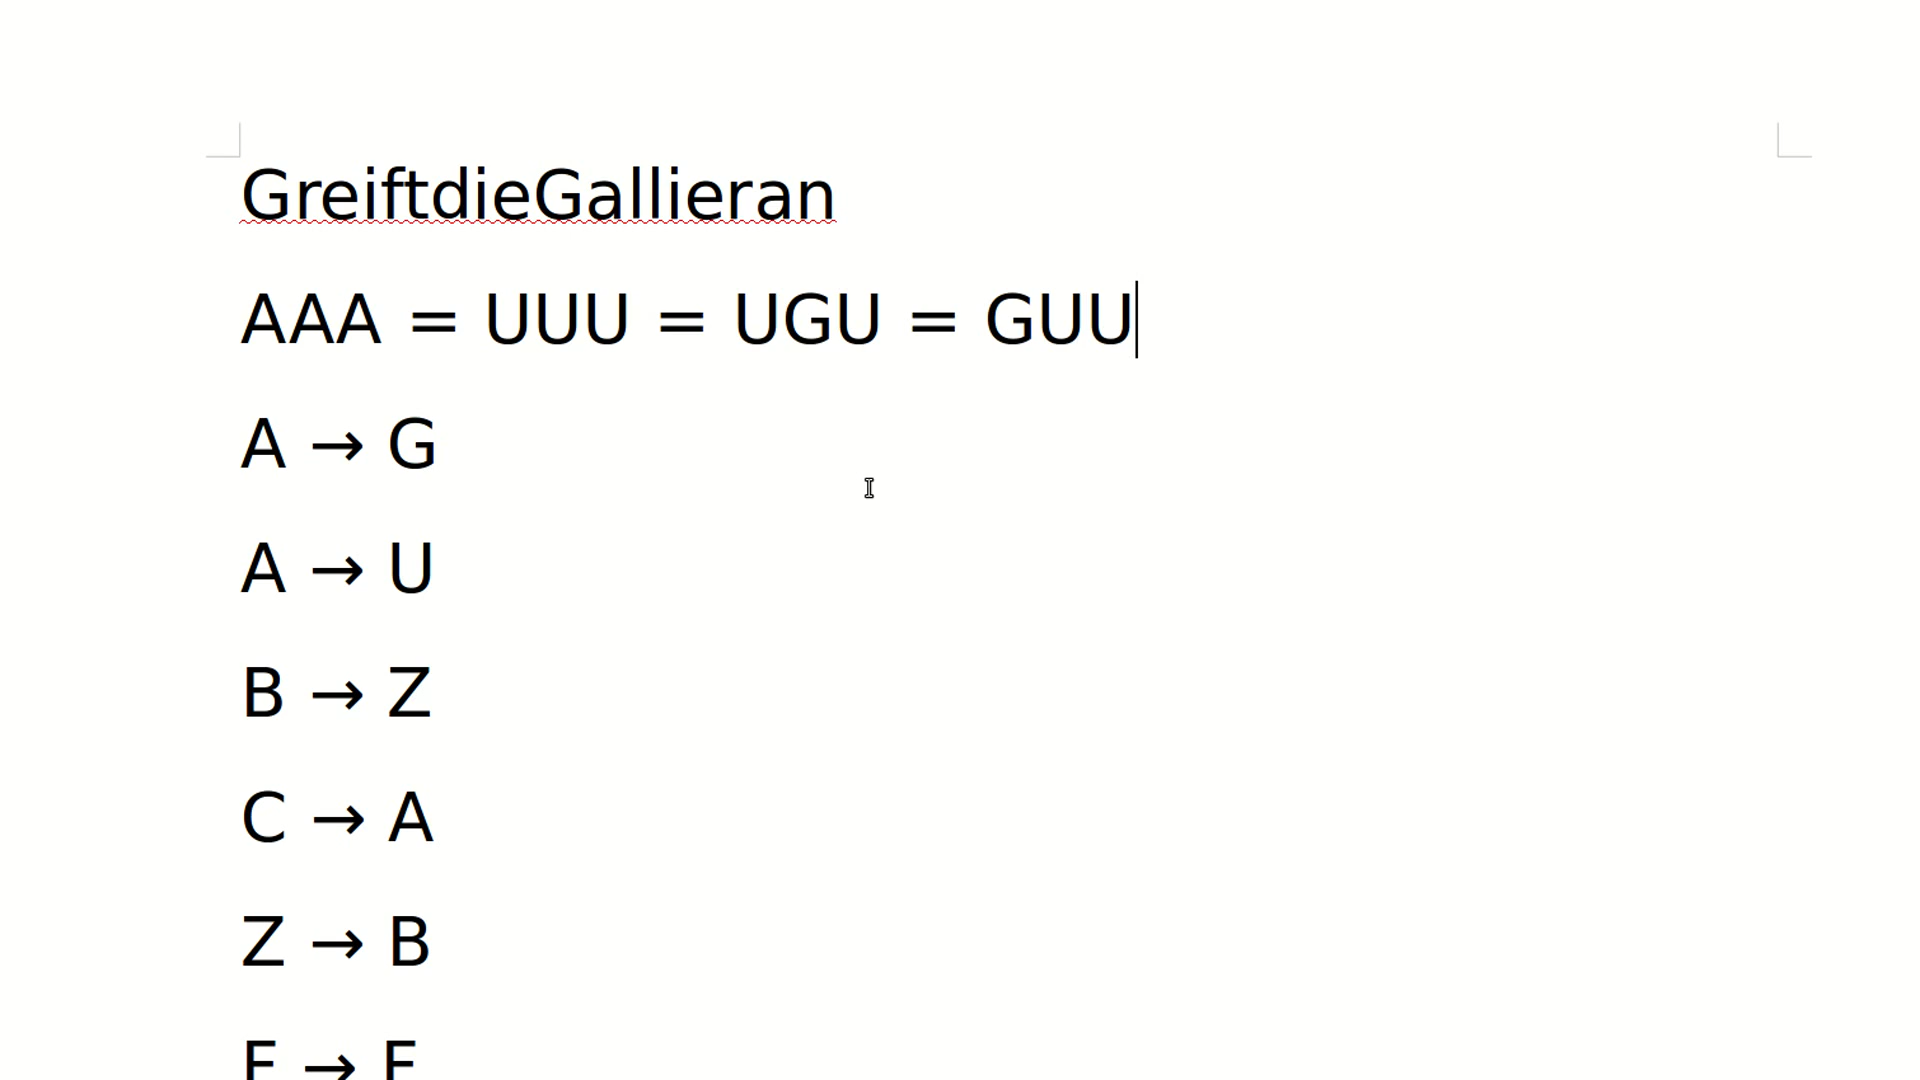 GreiftdieGallieran
AAA = UUU = UGU = GUU
A → G
A → U
B → Z
C → A
Z → B